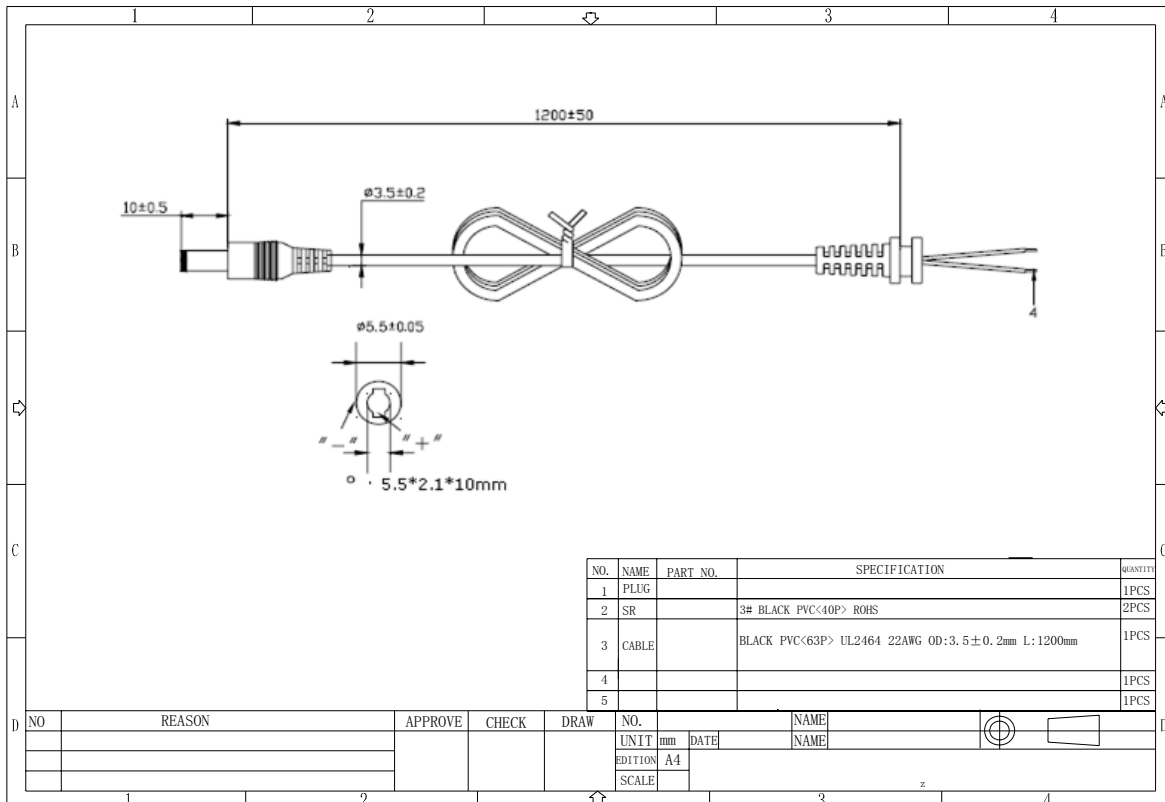 1 2 3 4
A A
1200±50
10±0.5
ø3.5±0.2
B B
4
ø5.5±0.05
"—" "+"
5.5*2.1*10mm
C C
NO. NAME PART NO. SPECIFICATION QUANTITY
1 PLUG 1PCS
2 SR 3# BLACK PVC<40P> ROHS 2PCS
3 CABLE BLACK PVC<63P> UL2464 22AWG OD:3.5±0.2mm L:1200mm 1PCS
4 1PCS
5 1PCS
D D
NO REASON APPROVE CHECK DRAW NO. NAME
UNIT mm DATE NAME
EDITION A4
SCALE
z
1 2 3 4